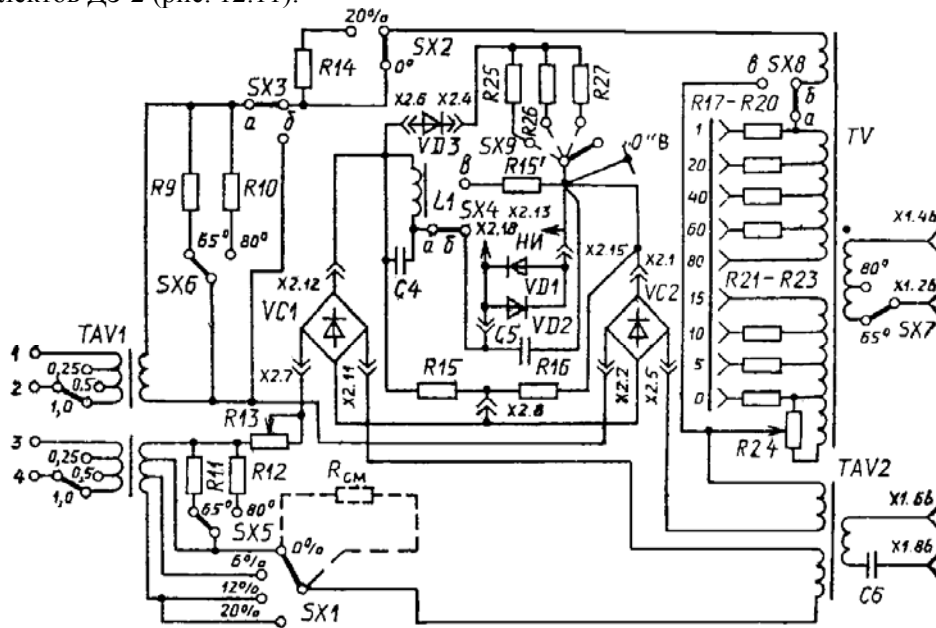 лектов ДЗ-2 (рис. 12.11).
20%
SX2
0°
R14
SX3
а
б
R9
R10
65°
80°
SX6
X2.6
X2.4
VD3
R25
R26
R27
SX9
"0"В
R15'
в
L1
SX4
а
б
X2.13
X2.18
НИ
VD1
VD2
C4
C5
X2.15
X2.1
X2.12
VC1
VC2
X2.7
X2.11
R15
R16
X2.8
X2.2
X2.5
в
SX8
б
а
R17-R20
1
20
40
60
80
TV
R21-R23
15
10
5
0
R24
X1.4б
80°
X1.2б
65°
SX7
TAV1
1
2
0,25
0,5
1,0
3
4
0,25
0,5
1,0
R13
R11
R12
65°
80°
SX5
Rсм
0%
6%
12%
20%
SX1
TAV2
X1.6б
X1.8б
C6